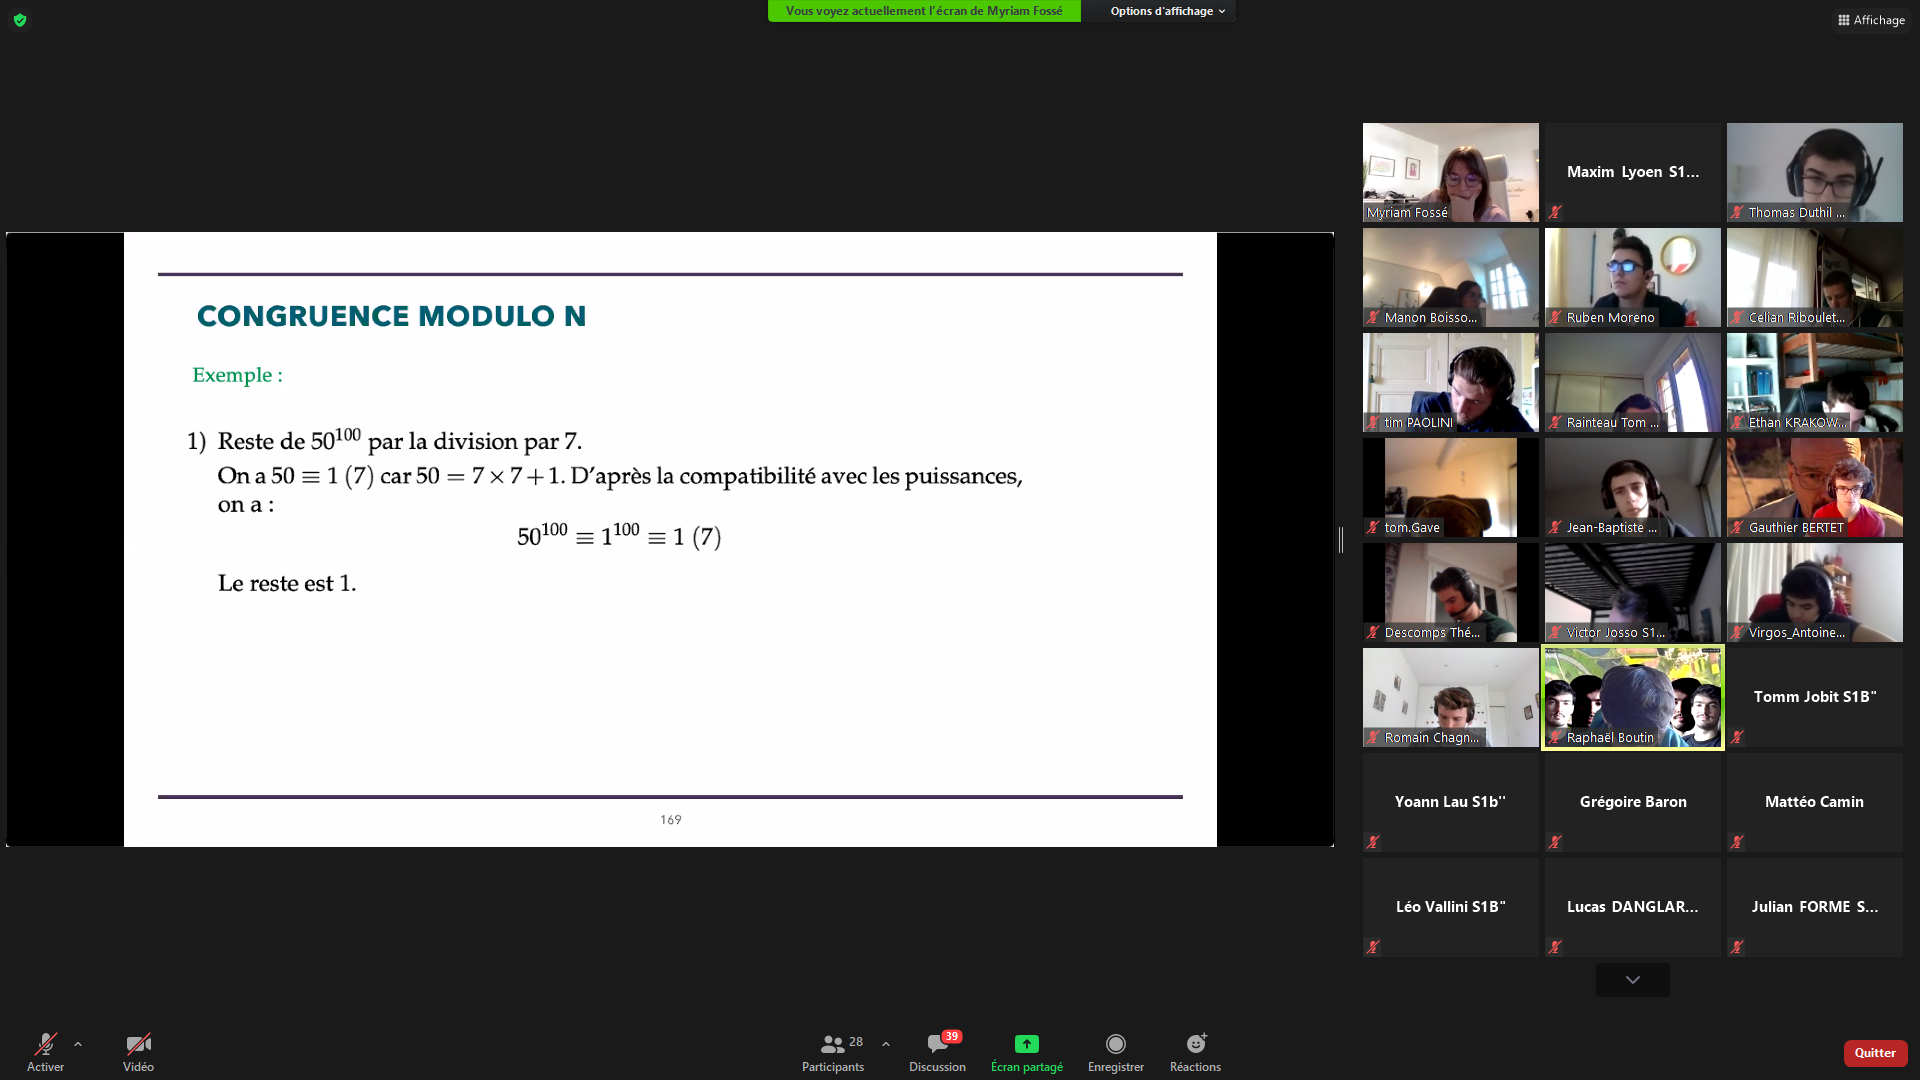 Vous voyez actuellement l'écran de Myriam Fossé
Options d'affichage
Affichage
CONGRUENCE MODULO N
Exemple :
1) Reste de 50^100 par la division par 7.
On a 50 ≡ 1 (7) car 50 = 7 × 7 + 1. D'après la compatibilité avec les puissances,
on a :
50^100 ≡ 1^100 ≡ 1 (7)
Le reste est 1.
169
Myriam Fossé
Maxim Lyoen S1...
Thomas Duthil ...
Manon Boisso...
Ruben Moreno
Celian Riboulet...
tim PAOLINI
Rainteau Tom ...
Ethan KRAKOW...
tom.Gave
Jean-Baptiste ...
Gauthier BERTET
Descomps Thé...
Victor Josso S1...
Virgos_Antoine...
Romain Chagn...
Raphaël Boutin
Tomm Jobit S1B"
Yoann Lau S1b''
Grégoire Baron
Mattéo Camin
Léo Vallini S1B"
Lucas DANGLAR...
Julian FORME S...
Activer
Vidéo
28
Participants
39
Discussion
Écran partagé
Enregistrer
Réactions
Quitter